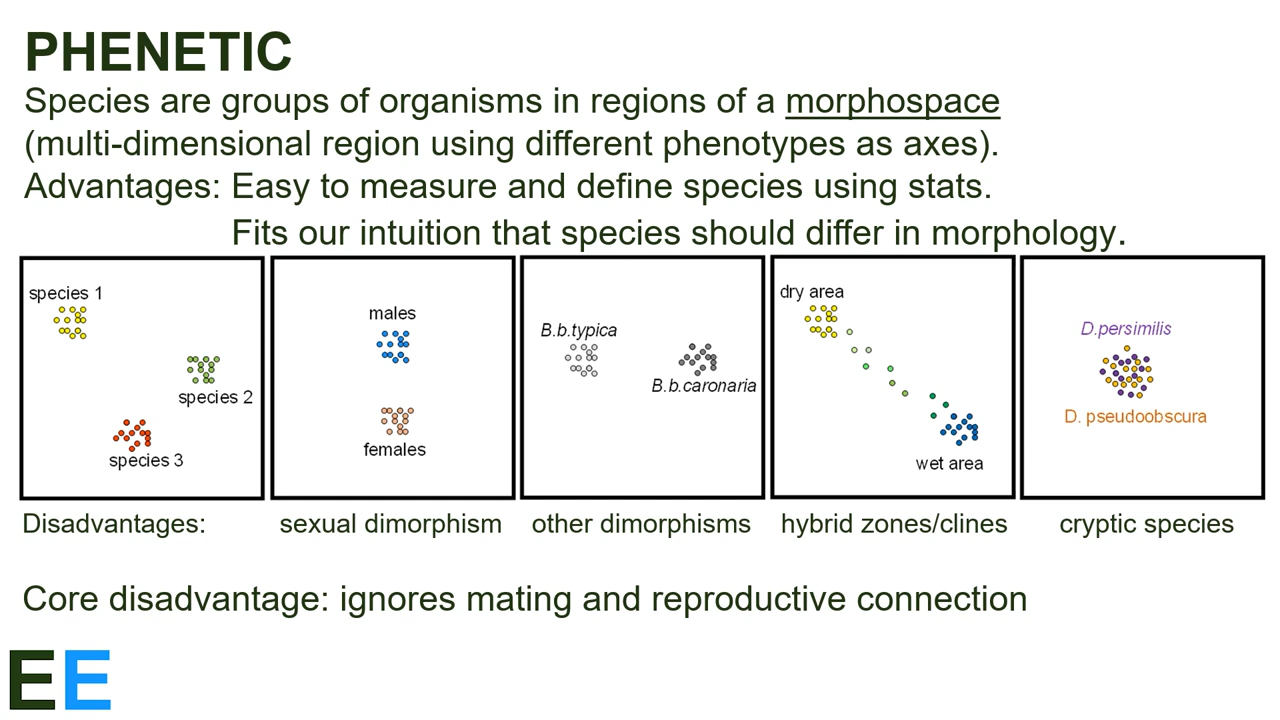 PHENETIC
Species are groups of organisms in regions of a morphospace
(multi-dimensional region using different phenotypes as axes).
Advantages: Easy to measure and define species using stats.
Fits our intuition that species should differ in morphology.
species 1
species 2
species 3
males
females
B.b.typica
B.b.caronaria
dry area
wet area
D.persimilis
D. pseudoobscura
Disadvantages:
sexual dimorphism
other dimorphisms
hybrid zones/clines
cryptic species
Core disadvantage: ignores mating and reproductive connection
EE